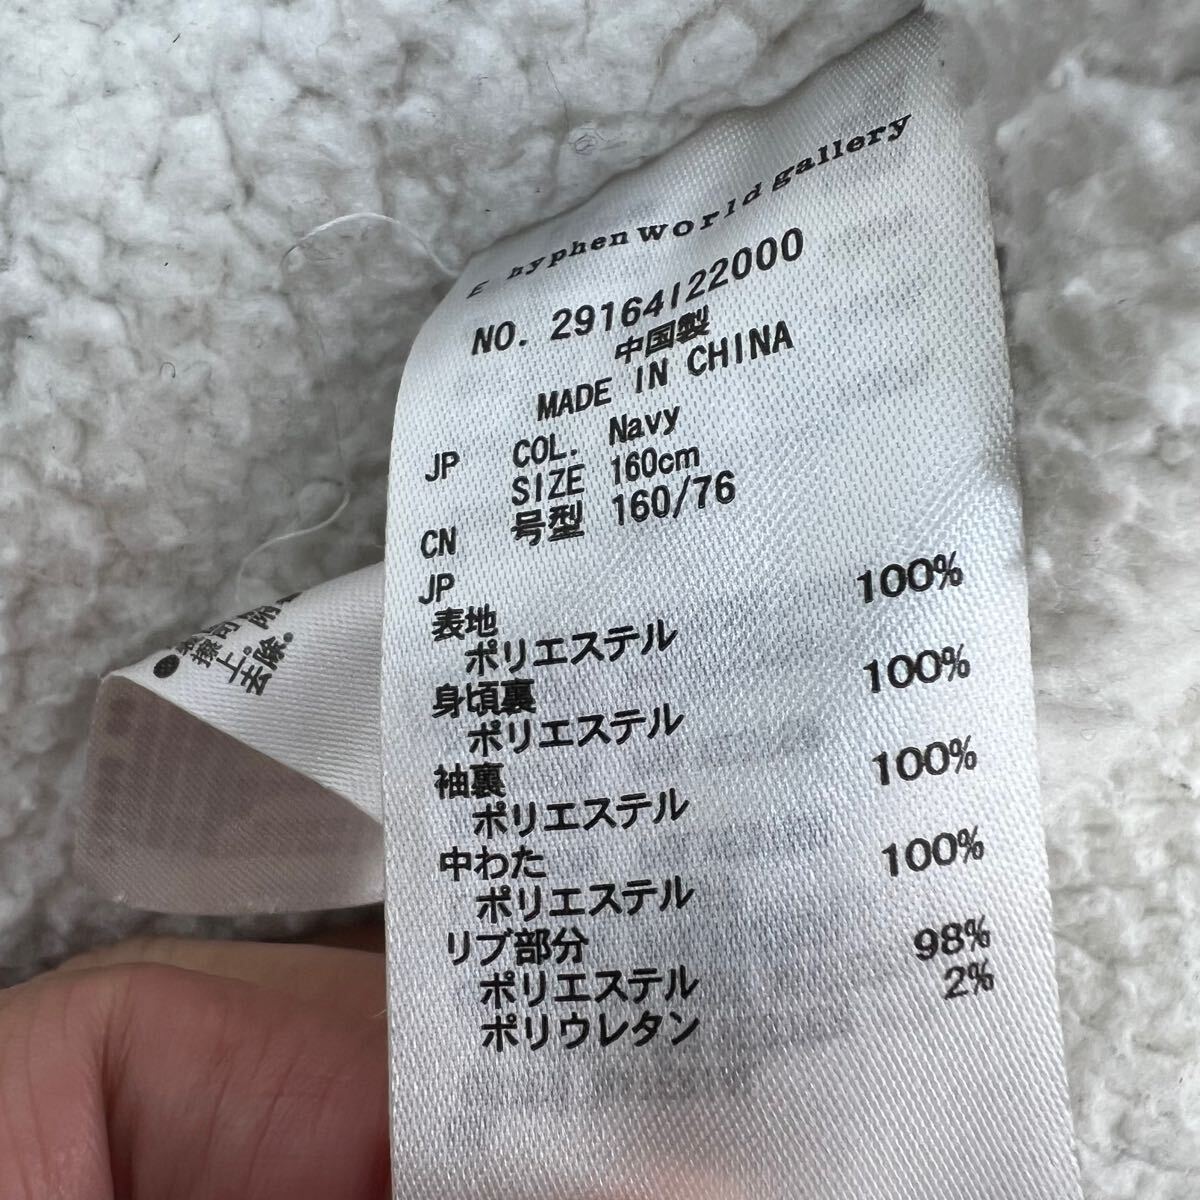 E hyphen world gallery
NO. 29164122000
中国製
MADE IN CHINA
JP COL. Navy
SIZE 160cm
CN 号型 160/76
JP
表地
ポリエステル 100%
身頃裏
ポリエステル 100%
袖裏
ポリエステル 100%
中わた
ポリエステル 100%
リブ部分
ポリエステル 98%
ポリウレタン 2%
上去除。